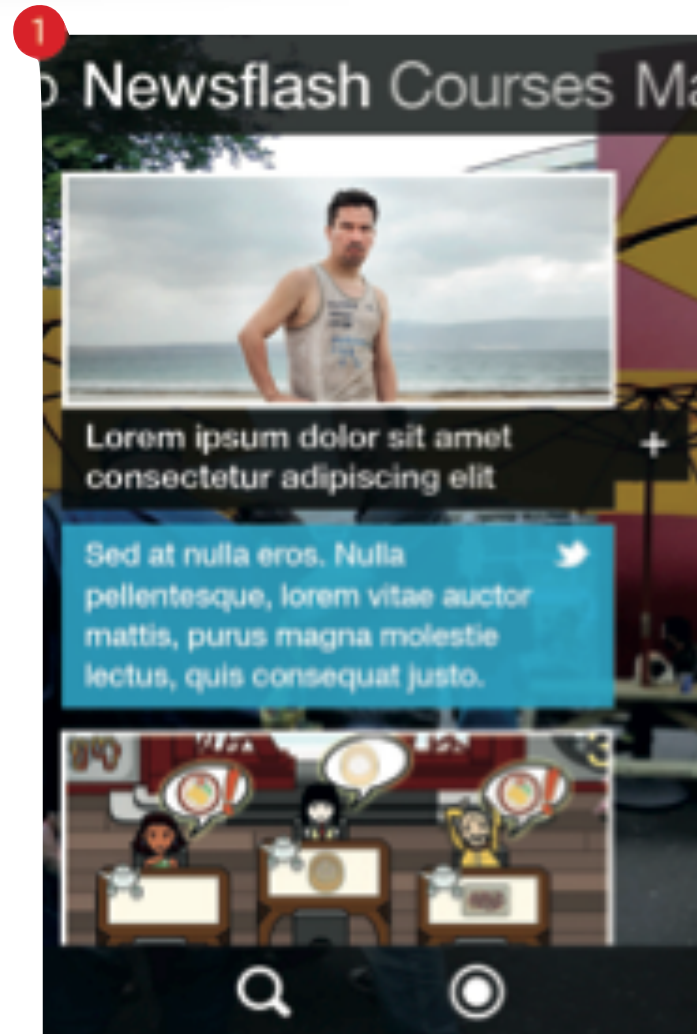 1
Newsflash Courses Ma
Lorem ipsum dolor sit amet
consectetur adipiscing elit
+
Sed at nulla eros. Nulla
pellentesque, lorem vitae auctor
mattis, purus magna molestie
lectus, quis consequat justo.